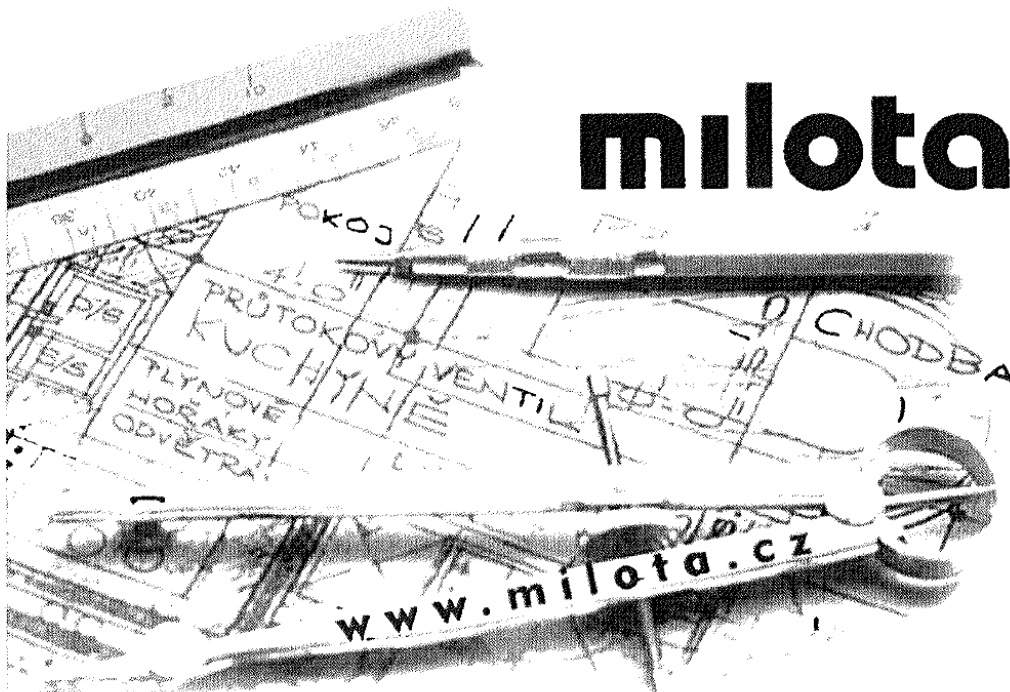 milota
POKOJ
PRŮTOKOVÝ VENTIL
KUCHYNĚ
CHODBA
P/S
E/S
PLYNOVÉ
HOŘÁKY
ODVĚTRÁ
www.milota.cz